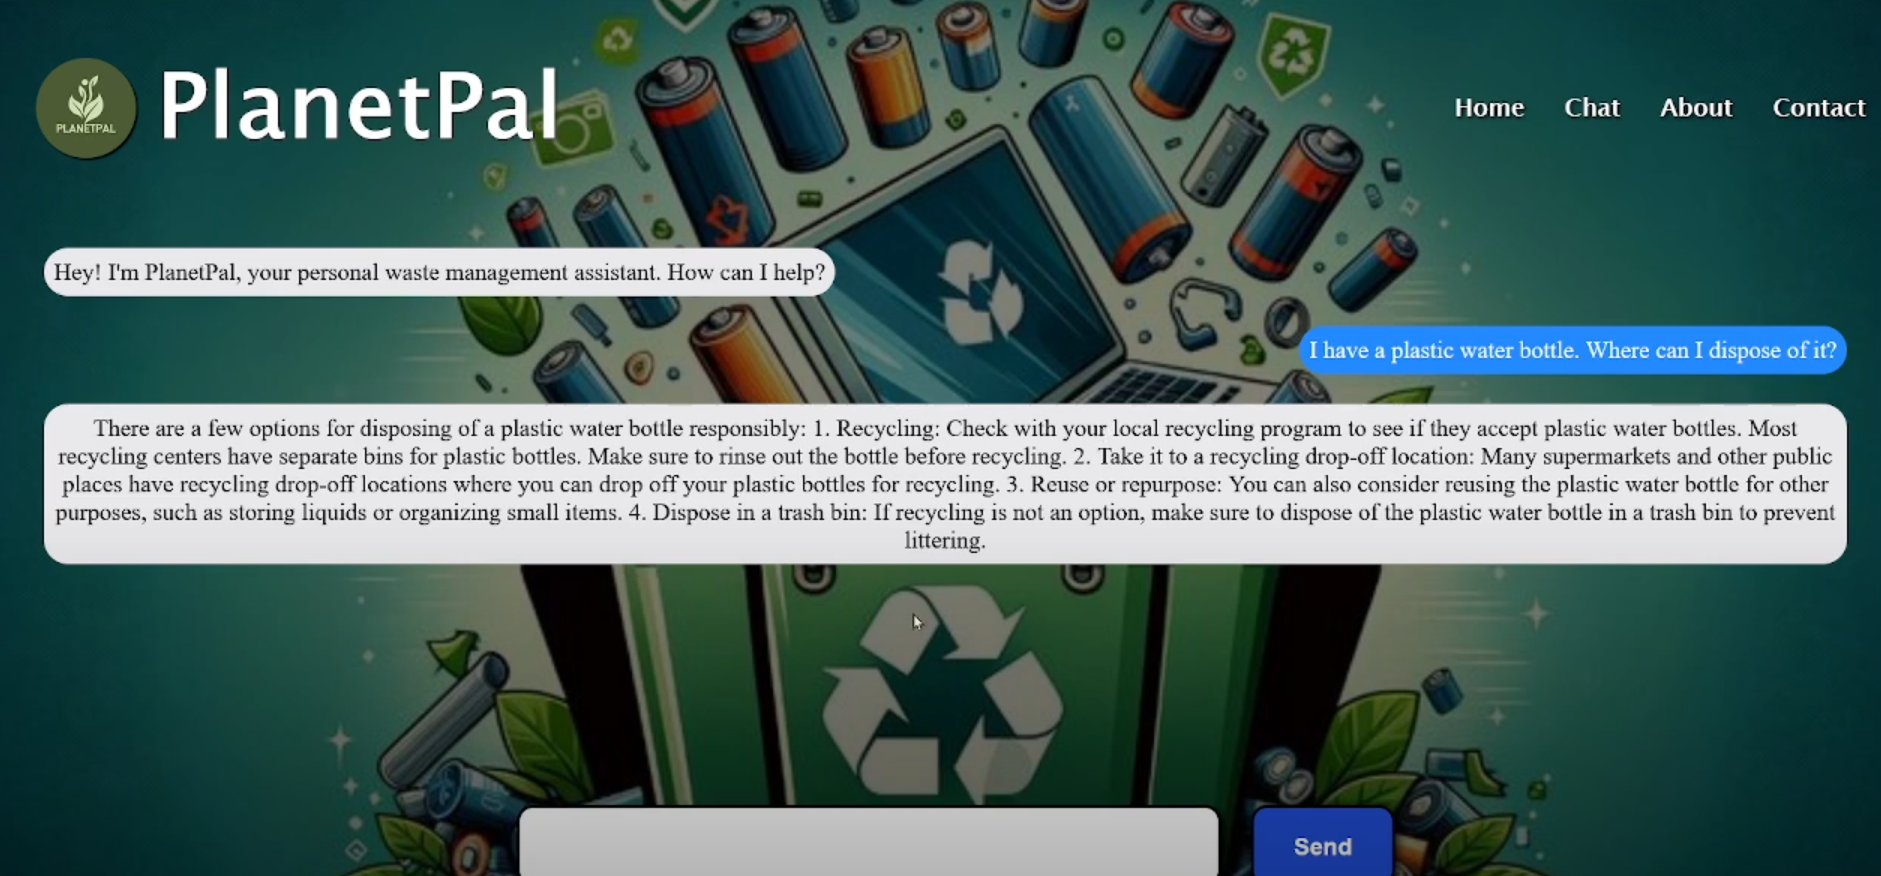 PLANETPAL
PlanetPal
Home Chat About Contact
Hey! I'm PlanetPal, your personal waste management assistant. How can I help?
I have a plastic water bottle. Where can I dispose of it?
There are a few options for disposing of a plastic water bottle responsibly: 1. Recycling: Check with your local recycling program to see if they accept plastic water bottles. Most
recycling centers have separate bins for plastic bottles. Make sure to rinse out the bottle before recycling. 2. Take it to a recycling drop-off location: Many supermarkets and other public
places have recycling drop-off locations where you can drop off your plastic bottles for recycling. 3. Reuse or repurpose: You can also consider reusing the plastic water bottle for other
purposes, such as storing liquids or organizing small items. 4. Dispose in a trash bin: If recycling is not an option, make sure to dispose of the plastic water bottle in a trash bin to prevent
littering.
Send